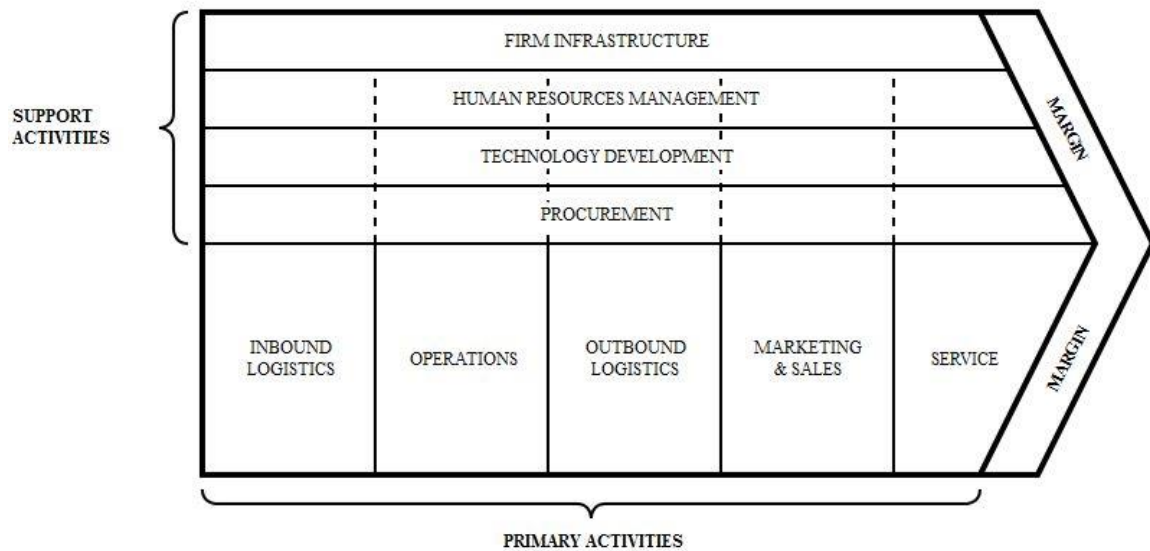 FIRM INFRASTRUCTURE
HUMAN RESOURCES MANAGEMENT
SUPPORT
ACTIVITIES
TECHNOLOGY DEVELOPMENT
PROCUREMENT
MARGIN
INBOUND
LOGISTICS
OPERATIONS
OUTBOUND
LOGISTICS
MARKETING
& SALES
SERVICE
MARGIN
PRIMARY ACTIVITIES